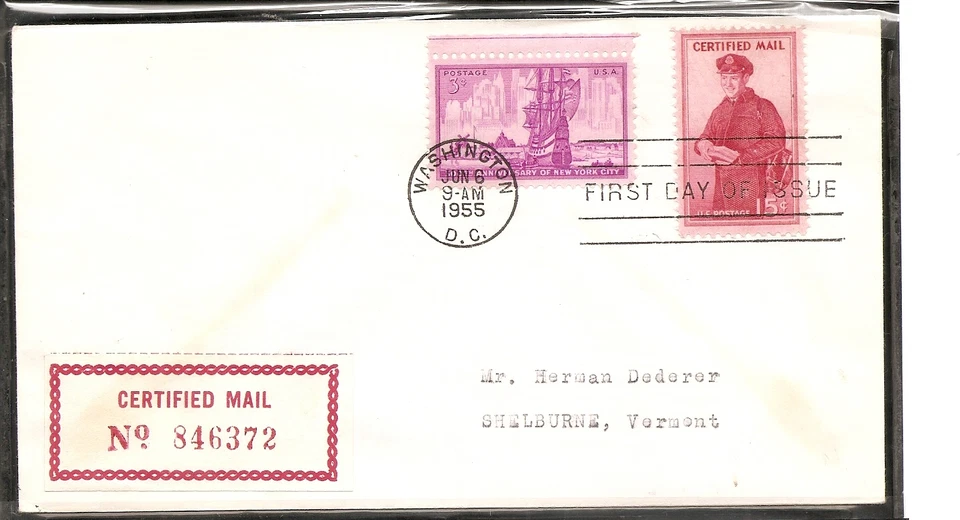 POSTAGE U.S.A.
3¢
ANNIVERSARY OF NEW YORK CITY
CERTIFIED MAIL
U.S. POSTAGE 15¢
WASHINGTON
JUN 6
9-AM
1955
D.C.
FIRST DAY OF ISSUE
Mr. Herman Dederer
SHELBURNE, Vermont
CERTIFIED MAIL
Nº 846372